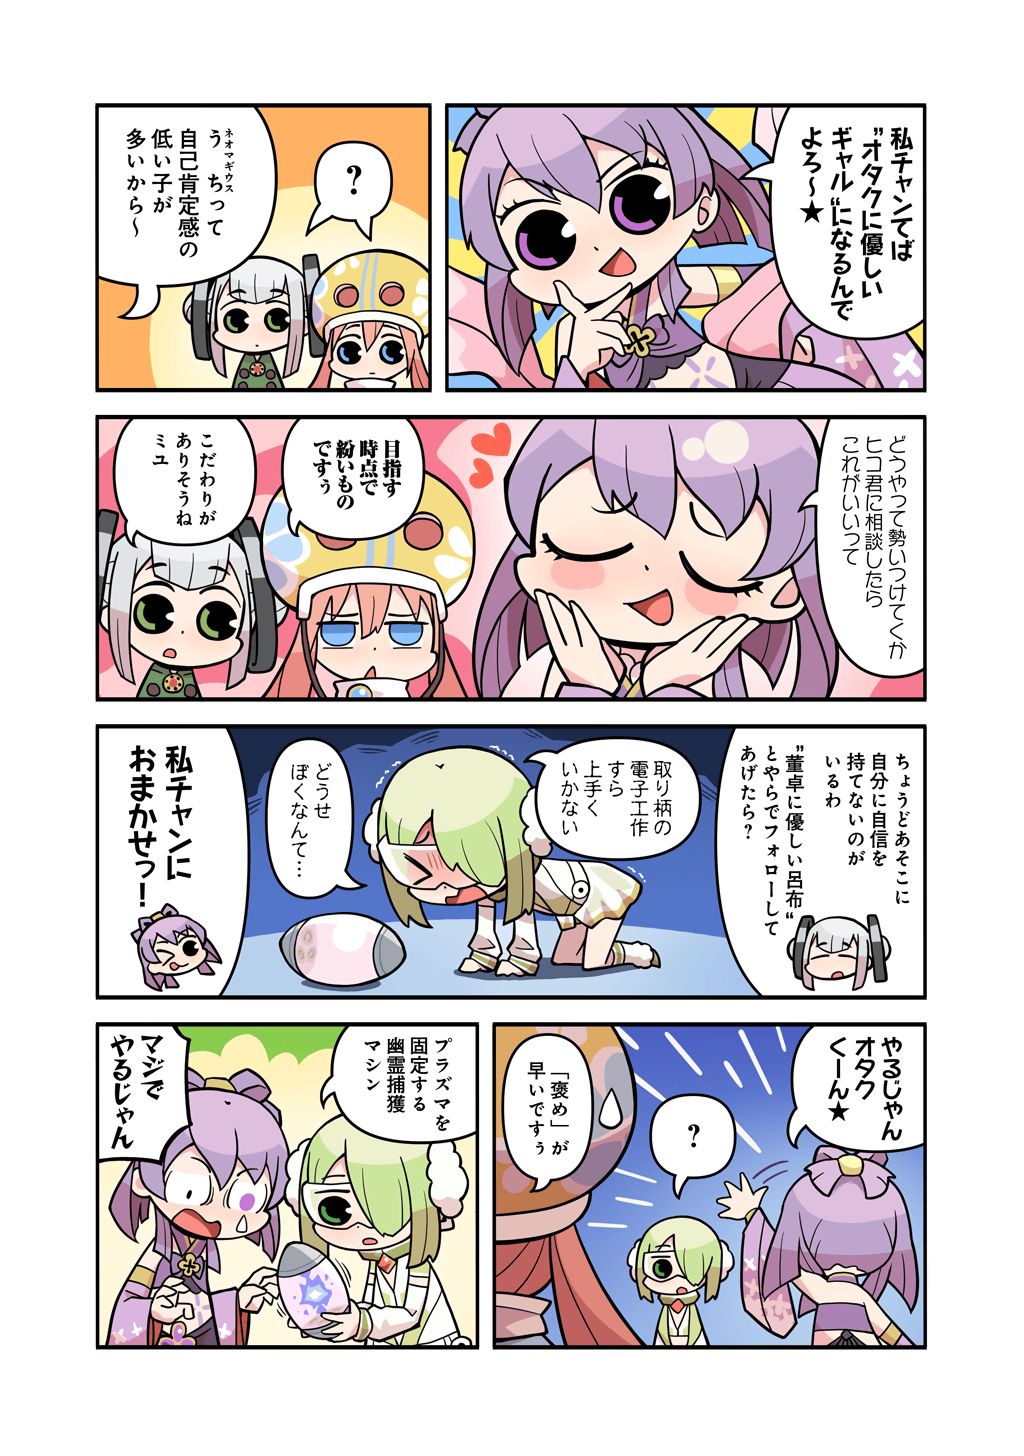 私チャンてば
”オタクに優しい
ギャル“になるんで
よろ～★
?
うちって
ネオマギウス
自己肯定感の
低い子が
多いから～
どうやって勢いつけてくか
ヒコ君に相談したら
これがいいって
目指す
時点で
紛いもの
ですぅ
こだわりが
ありそうね
ミユ
ちょうどあそこに
自分に自信を
持てないのが
いるわ
”董卓に優しい呂布“
とやらでフォローして
あげたら?
取り柄の
電子工作
すら
上手く
いかない
どうせ
ぼくなんて…
私チャンに
おまかせっ!
やるじゃん
オタク
くーん★
?
「褒め」が
早いですぅ
プラズマを
固定する
幽霊捕獲
マシン
マジで
やるじゃん